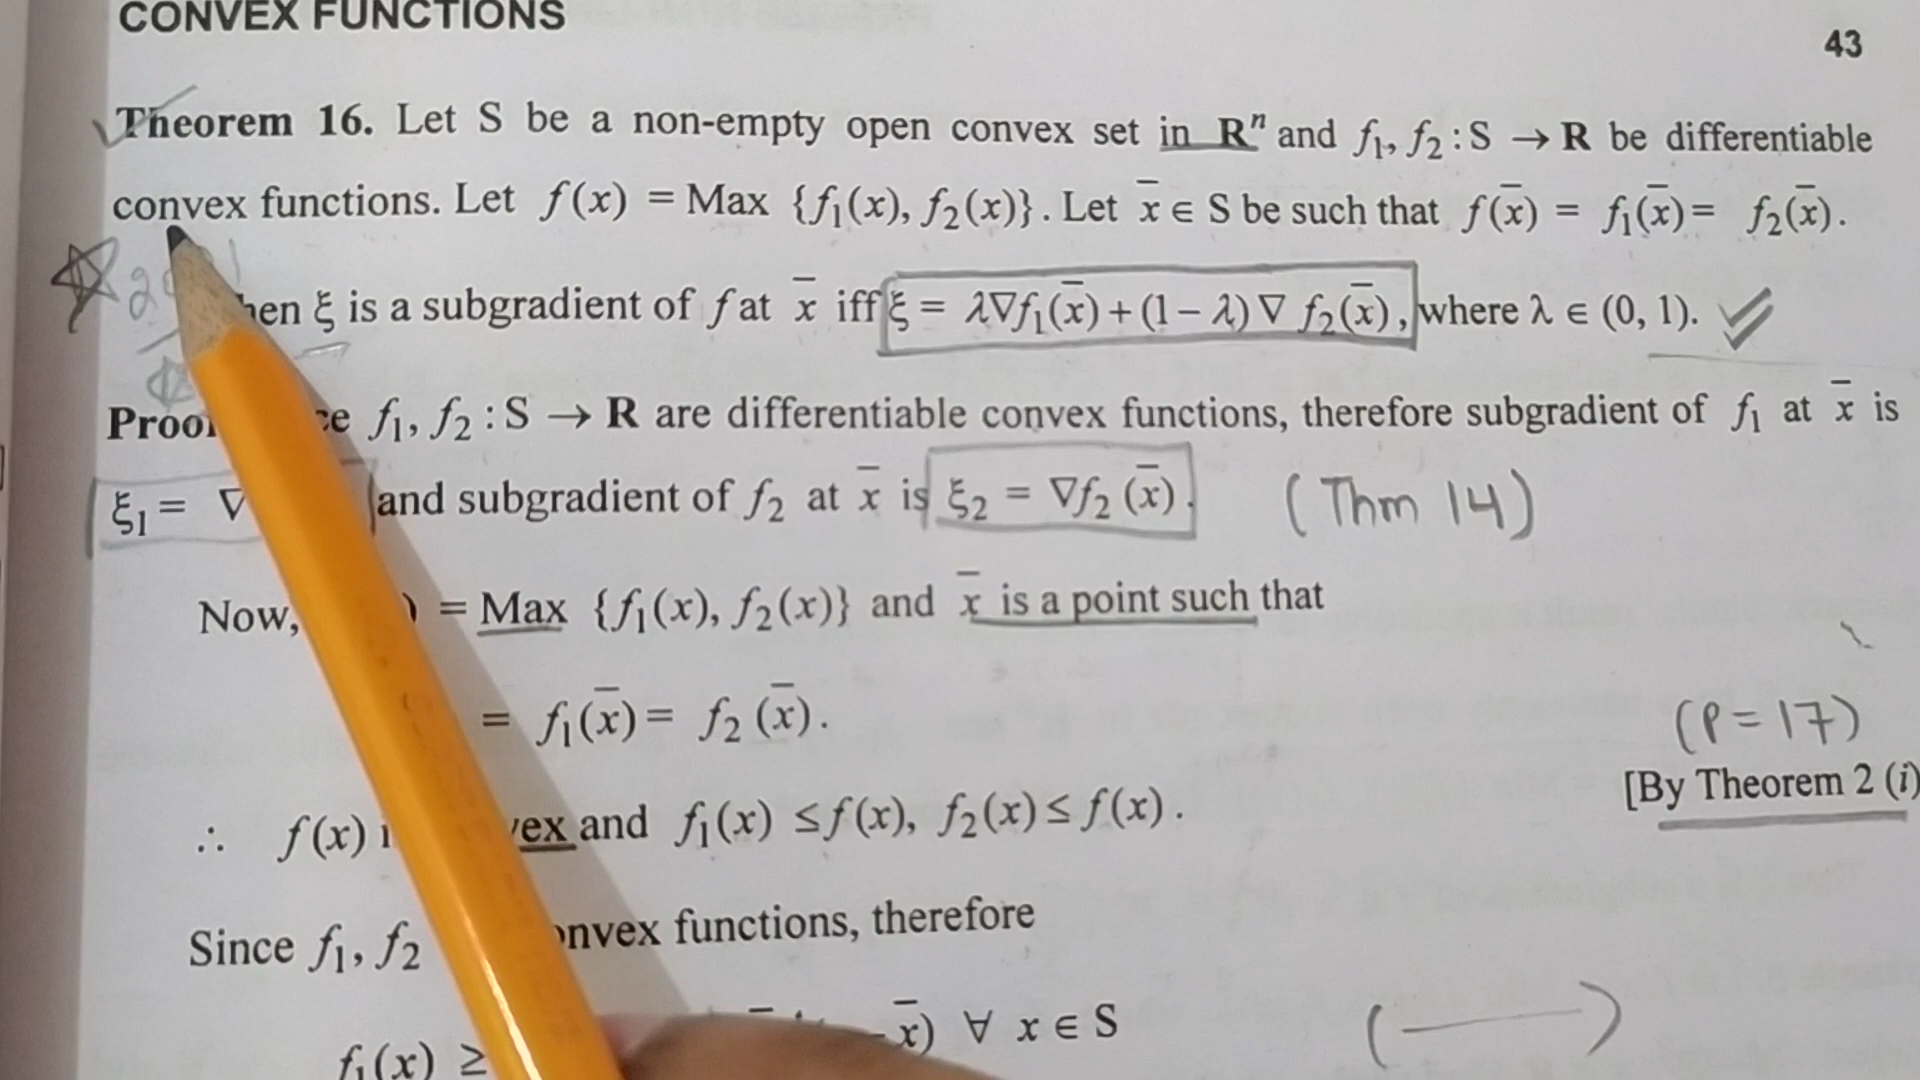 CONVEX FUNCTIONS
43
Theorem 16. Let S be a non-empty open convex set in Rⁿ and f₁, f₂ : S → R be differentiable
convex functions. Let f(x) = Max {f₁(x), f₂(x)}. Let x̄ ∈ S be such that f(x̄) = f₁(x̄) = f₂(x̄).
ξ is a subgradient of f at x̄ iff ξ = λ∇f₁(x̄) + (1 − λ) ∇ f₂(x̄), where λ ∈ (0, 1).
f₁, f₂ : S → R are differentiable convex functions, therefore subgradient of f₁ at x̄ is
ξ₁ = ∇ and subgradient of f₂ at x̄ is ξ₂ = ∇f₂ (x̄). (Thm 14)
Now, = Max {f₁(x), f₂(x)} and x̄ is a point such that
= f₁(x̄) = f₂ (x̄).
(P = 17)
∴ f(x) and f₁(x) ≤ f(x), f₂(x) ≤ f(x). [By Theorem 2 (i)
Since f₁, f₂ functions, therefore
f₁(x) ≥ x̄) ∀ x ∈ S